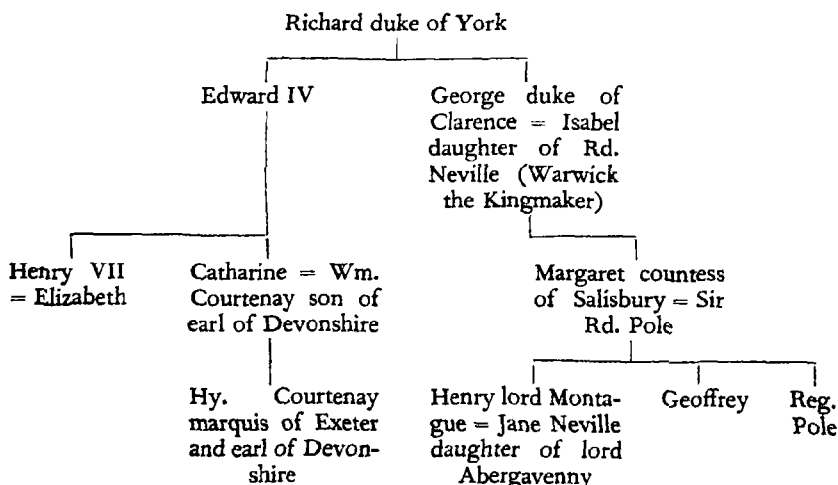 Richard duke of York
Edward IV
George duke of
Clarence = Isabel
daughter of Rd.
Neville (Warwick
the Kingmaker)
Henry VII
= Elizabeth
Catharine = Wm.
Courtenay son of
earl of Devonshire
Margaret countess
of Salisbury = Sir
Rd. Pole
Hy. Courtenay
marquis of Exeter
and earl of Devon-
shire
Henry lord Monta-
gue = Jane Neville
daughter of lord
Abergavenny
Geoffrey
Reg.
Pole